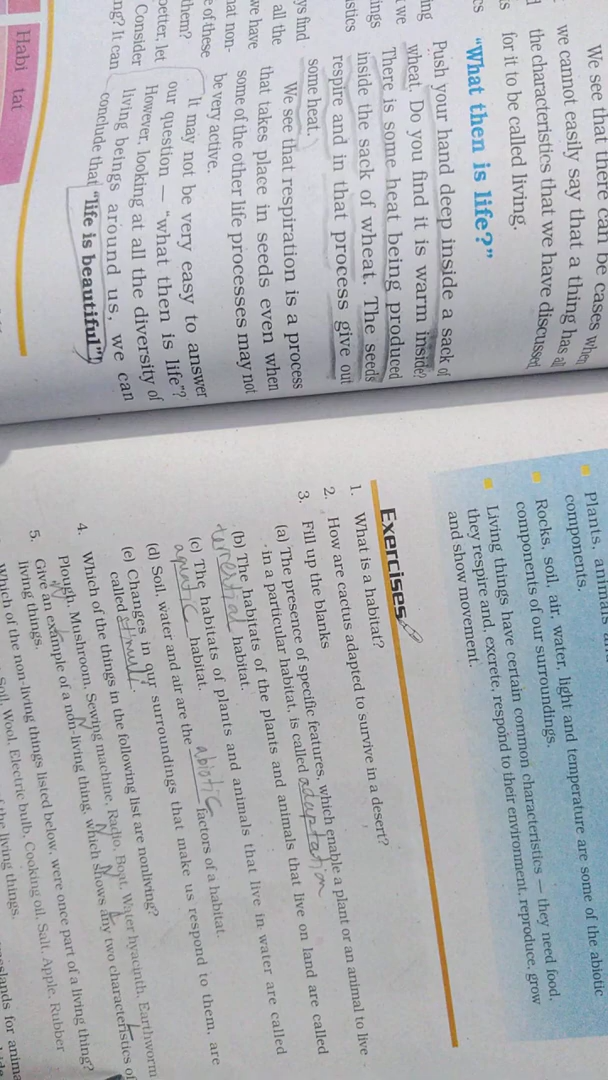 We see that there can be cases when
we cannot easily say that a thing has all
the characteristics that we have discussed
for it to be called living.
"What then is life?"
Push your hand deep inside a sack of
wheat. Do you find it is warm inside?
There is some heat being produced
inside the sack of wheat. The seeds
respire and in that process give out
some heat.
We see that respiration is a process
that takes place in seeds even when
some of the other life processes may not
be very active.
It may not be very easy to answer
our question — "what then is life"?
However, looking at all the diversity of
living beings around us, we can
conclude that "life is beautiful"!
Habi tat
Plants, animals
components.
Rocks, soil, air, water, light and temperature are some of the abiotic
components of our surroundings.
Living things have certain common characteristics — they need food,
they respire and, excrete, respond to their environment, reproduce, grow
and show movement.
Exercises
1. What is a habitat?
2. How are cactus adapted to survive in a desert?
3. Fill up the blanks
(a) The presence of specific features, which enable a plant or an animal to live
in a particular habitat, is called adaptation
(b) The habitats of the plants and animals that live on land are called
terrestrial habitat.
(c) The habitats of plants and animals that live in water are called
aquatic habitat.
(d) Soil, water and air are the abiotic factors of a habitat.
(e) Changes in our surroundings that make us respond to them, are
called stimuli
4. Which of the things in the following list are nonliving?
Plough, Mushroom, Sewing machine, Radio, Boat, Water hyacinth, Earthworm
5. Give an example of a non-living thing, which shows any two characteristics of
living things.
Which of the non-living things listed below, were once part of a living thing?
Soil, Wool, Electric bulb, Cooking oil, Salt, Apple, Rubber